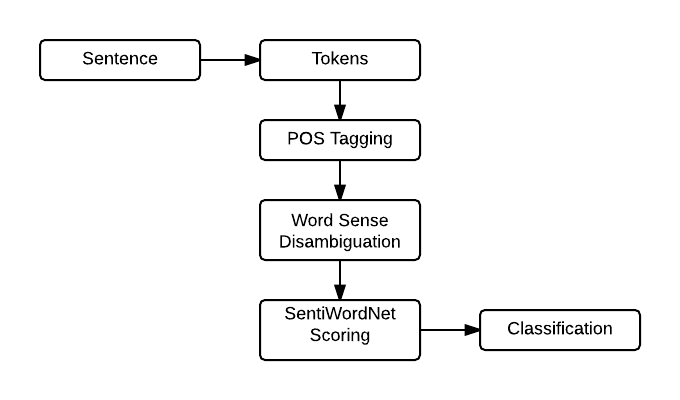 Sentence
Tokens
POS Tagging
Word Sense
Disambiguation
SentiWordNet
Scoring
Classification